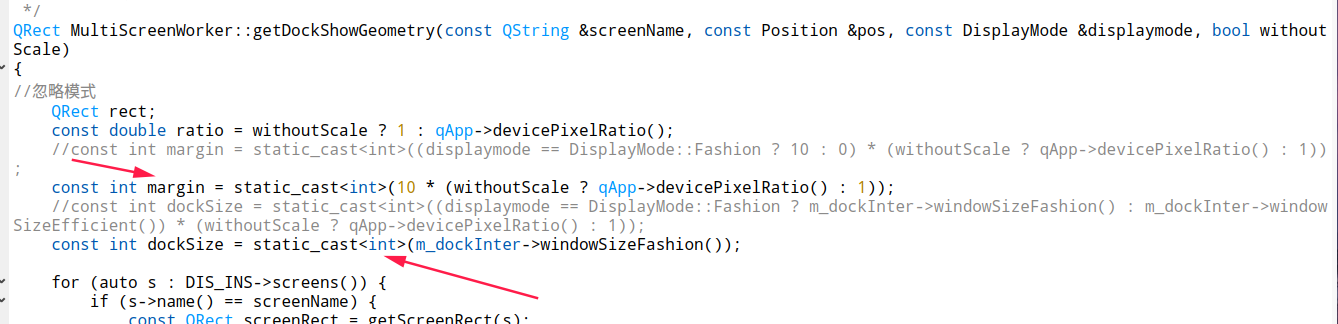 */
QRect MultiScreenWorker::getDockShowGeometry(const QString &screenName, const Position &pos, const DisplayMode &displaymode, bool without
Scale)
{
//忽略模式
    QRect rect;
    const double ratio = withoutScale ? 1 : qApp->devicePixelRatio();
    //const int margin = static_cast<int>((displaymode == DisplayMode::Fashion ? 10 : 0) * (withoutScale ? qApp->devicePixelRatio() : 1))
;
    const int margin = static_cast<int>(10 * (withoutScale ? qApp->devicePixelRatio() : 1));
    //const int dockSize = static_cast<int>((displaymode == DisplayMode::Fashion ? m_dockInter->windowSizeFashion() : m_dockInter->window
SizeEfficient()) * (withoutScale ? qApp->devicePixelRatio() : 1));
    const int dockSize = static_cast<int>(m_dockInter->windowSizeFashion());
    for (auto s : DIS_INS->screens()) {
        if (s->name() == screenName) {
            const QRect screenRect = getScreenRect(s);